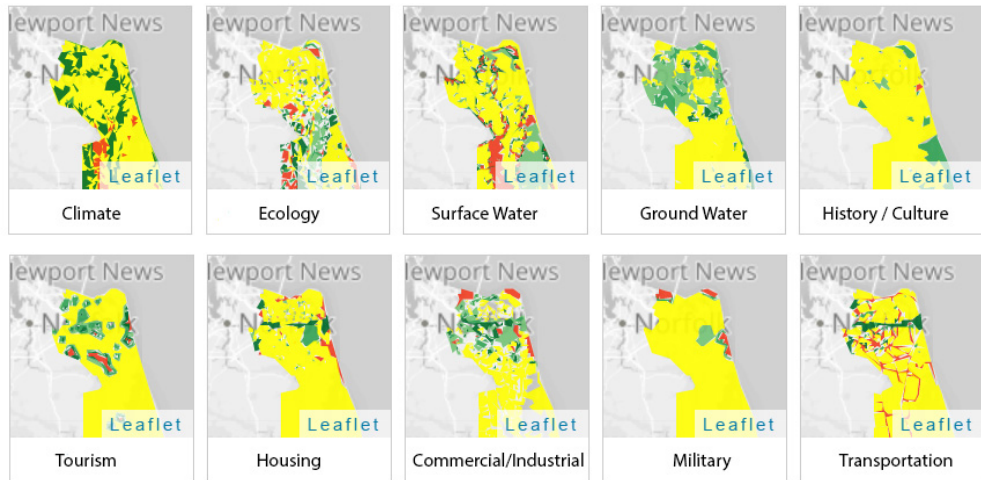 lewport News lewport News lewport News lewport News lewport News
Norfolk
Leaflet Leaflet Leaflet Leaflet Leaflet
Climate Ecology Surface Water Ground Water History / Culture
lewport News lewport News lewport News lewport News lewport News
Norfolk
Leaflet Leaflet Leaflet Leaflet Leaflet
Tourism Housing Commercial/Industrial Military Transportation